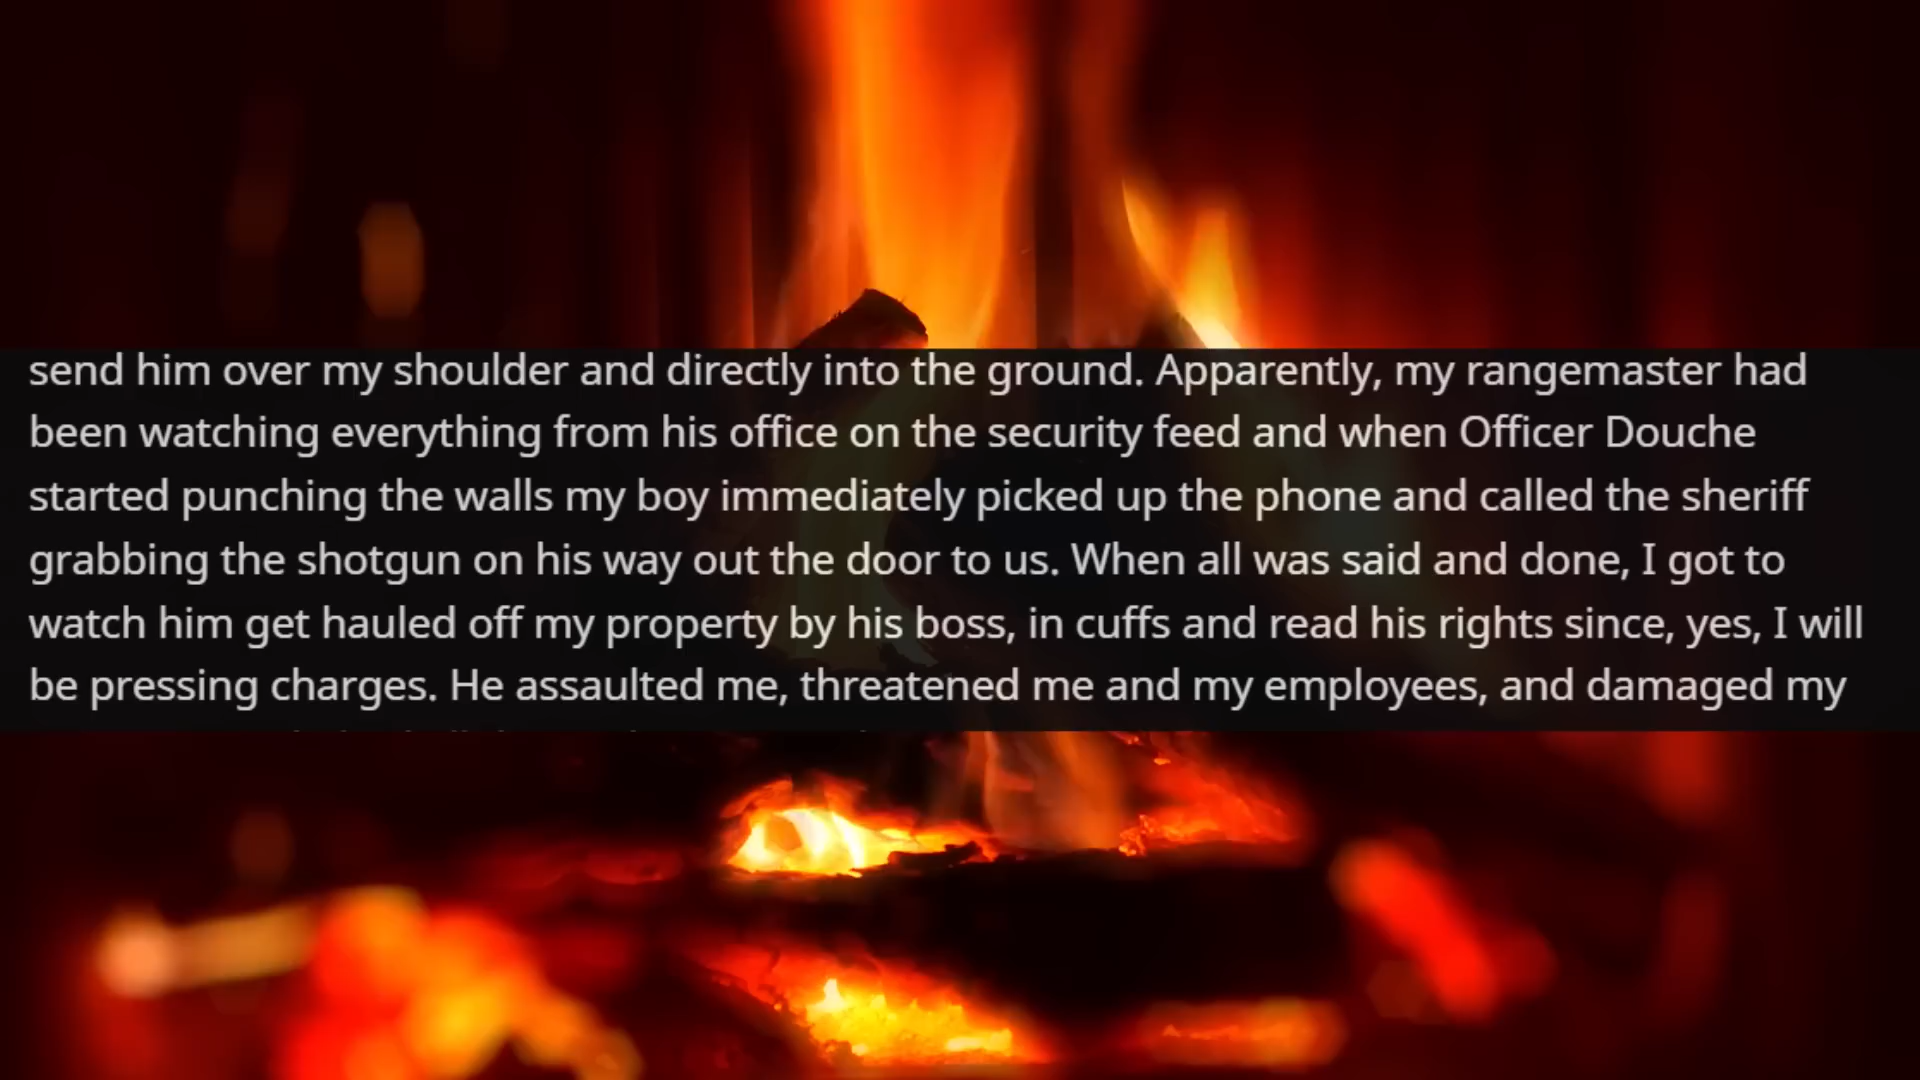 send him over my shoulder and directly into the ground. Apparently, my rangemaster had
been watching everything from his office on the security feed and when Officer Douche
started punching the walls my boy immediately picked up the phone and called the sheriff
grabbing the shotgun on his way out the door to us. When all was said and done, I got to
watch him get hauled off my property by his boss, in cuffs and read his rights since, yes, I will
be pressing charges. He assaulted me, threatened me and my employees, and damaged my